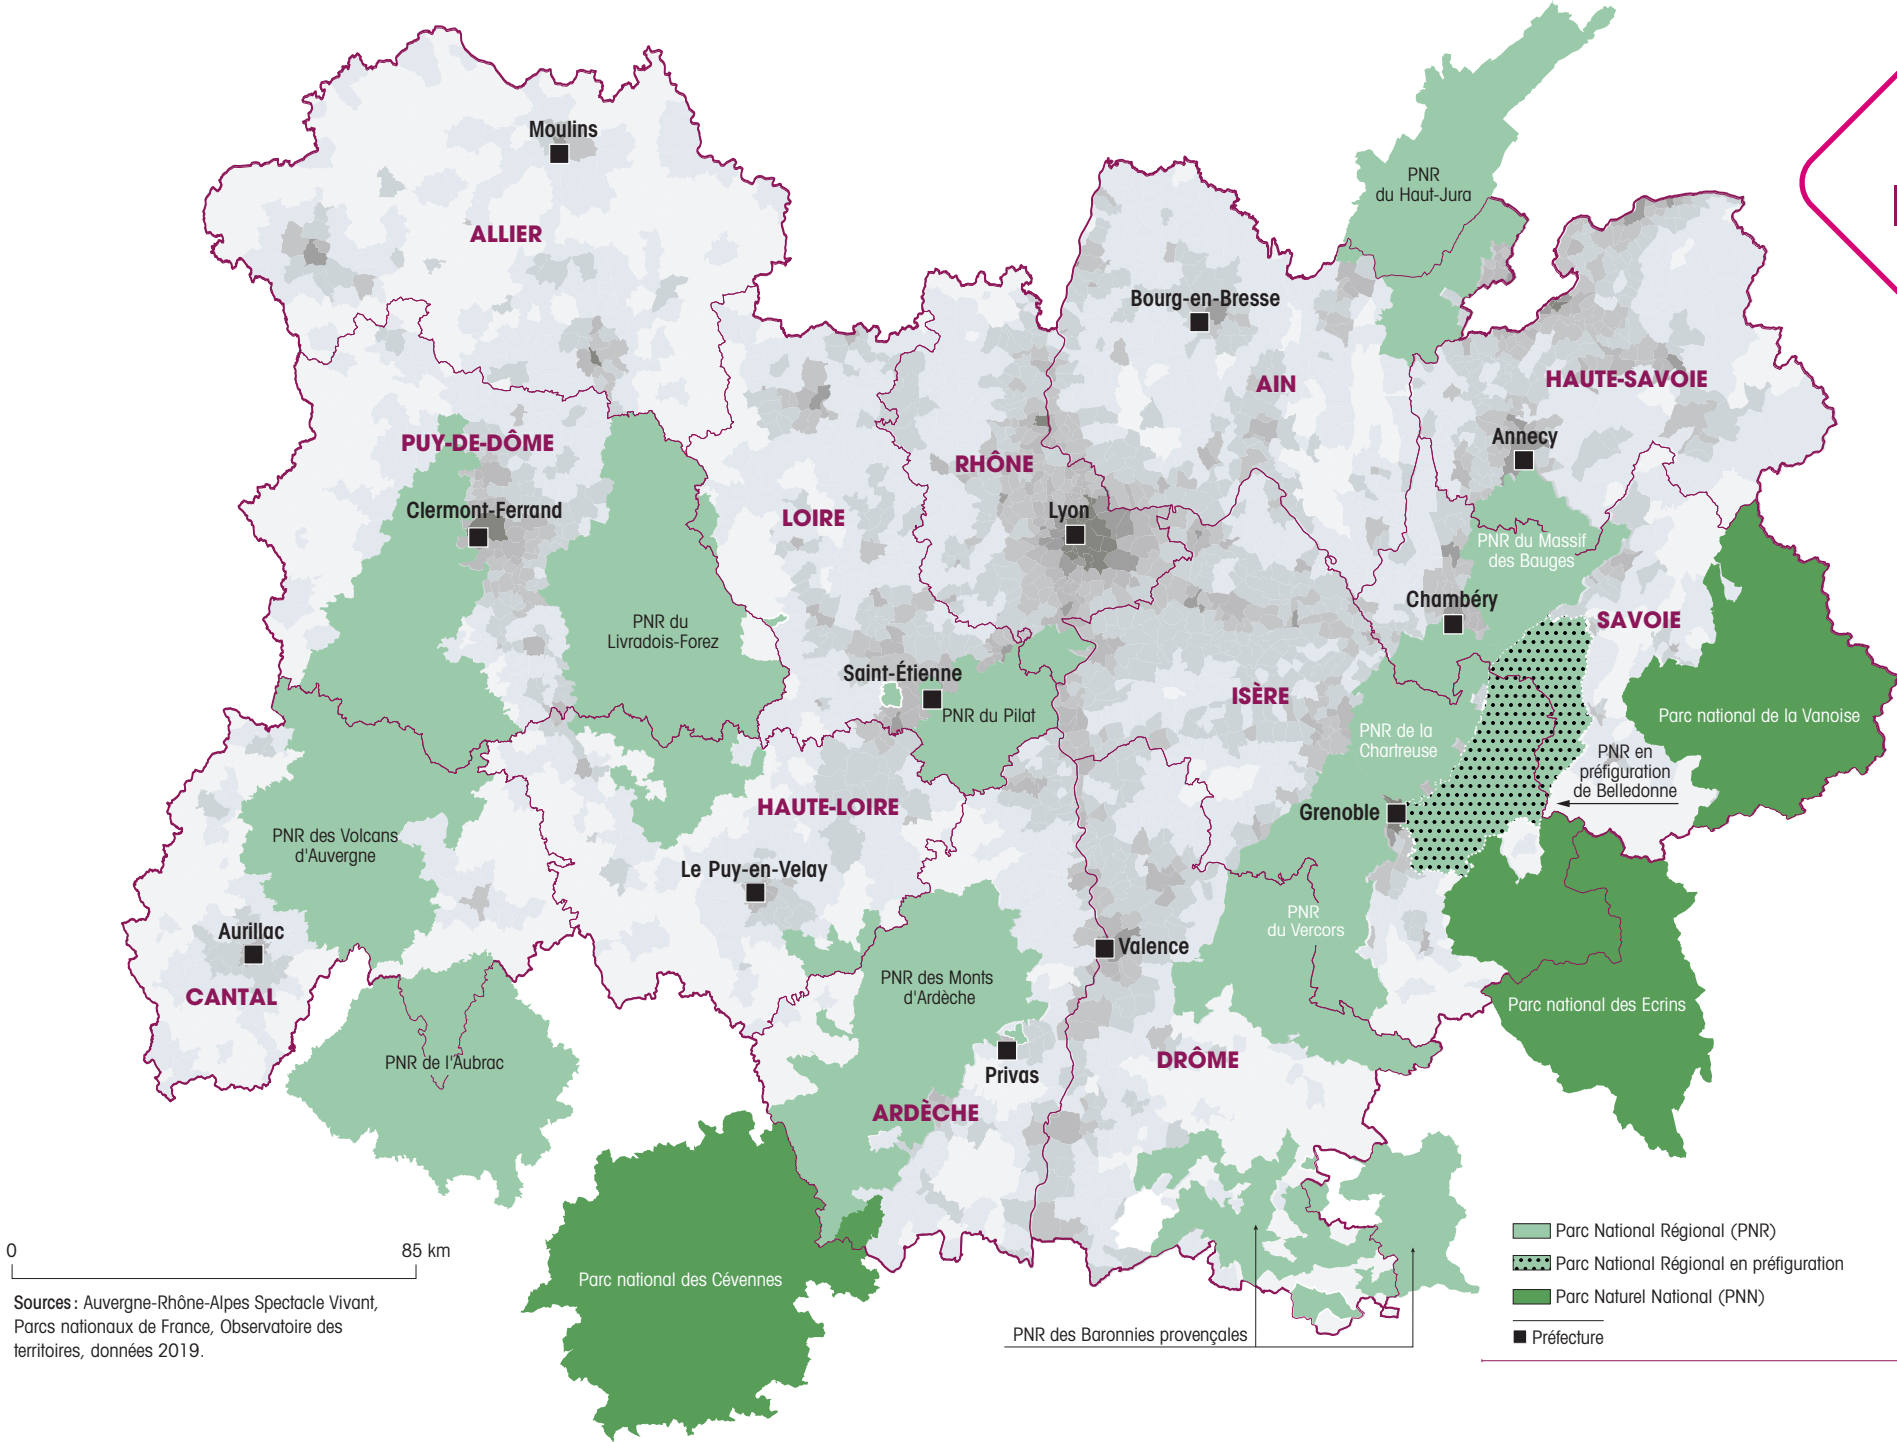 PNR
du Haut-Jura
Moulins
ALLIER
Bourg-en-Bresse
AIN
HAUTE-SAVOIE
Annecy
PUY-DE-DÔME
Clermont-Ferrand
LOIRE
RHÔNE
Lyon
PNR du Massif
des Bauges
Chambéry
SAVOIE
PNR du
Livradois-Forez
Saint-Étienne
PNR du Pilat
ISÈRE
PNR de la
Chartreuse
Parc national de la Vanoise
PNR en
préfiguration
de Belledonne
HAUTE-LOIRE
Grenoble
PNR des Volcans
d'Auvergne
Le Puy-en-Velay
Aurillac
CANTAL
PNR
du Vercors
Valence
PNR des Monts
d'Ardèche
Parc national des Ecrins
PNR de l'Aubrac
Privas
DRÔME
ARDÈCHE
Parc national des Cévennes
PNR des Baronnies provençales
0
85 km
Sources : Auvergne-Rhône-Alpes Spectacle Vivant,
Parcs nationaux de France, Observatoire des
territoires, données 2019.
Parc National Régional (PNR)
Parc National Régional en préfiguration
Parc Naturel National (PNN)
Préfecture